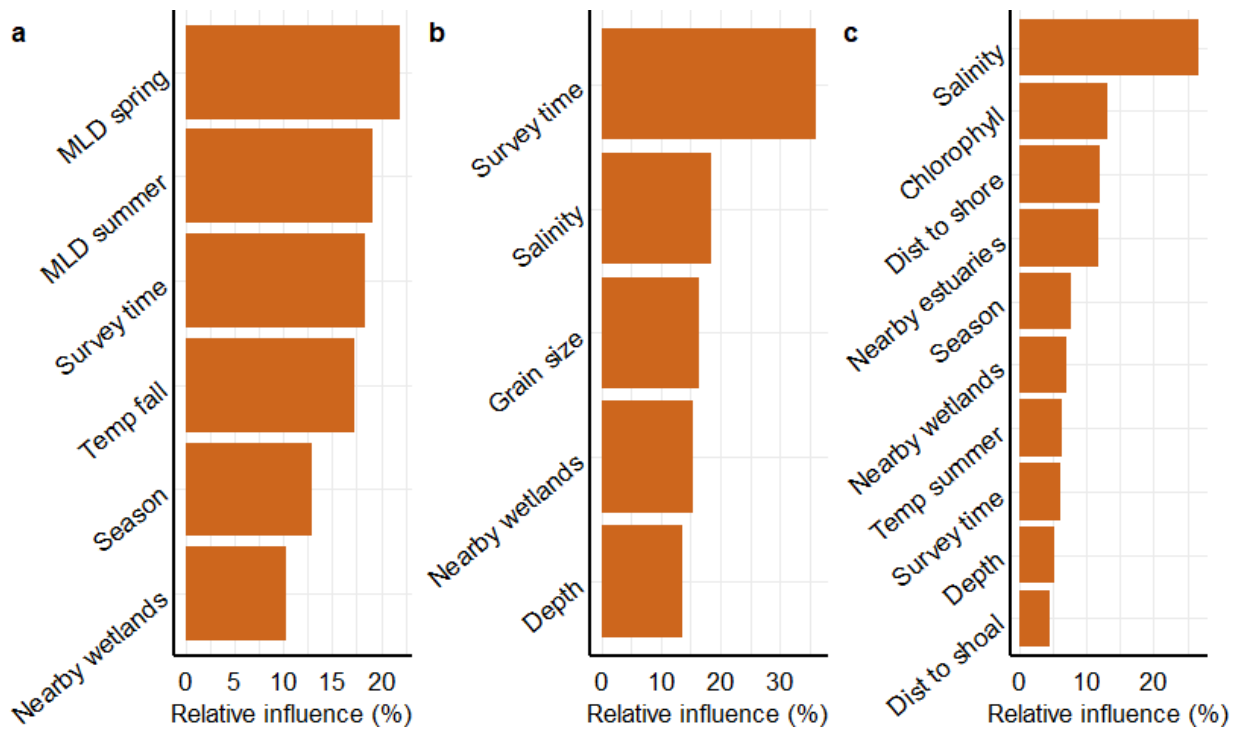 a
MLD spring
MLD summer
Survey time
Temp fall
Season
Nearby wetlands
0 5 10 15 20
Relative influence (%)
b
Survey time
Salinity
Grain size
Nearby wetlands
Depth
0 10 20 30
Relative influence (%)
c
Salinity
Chlorophyll
Dist to shore
Nearby estuaries
Season
Nearby wetlands
Temp summer
Survey time
Depth
Dist to shoal
0 10 20
Relative influence (%)